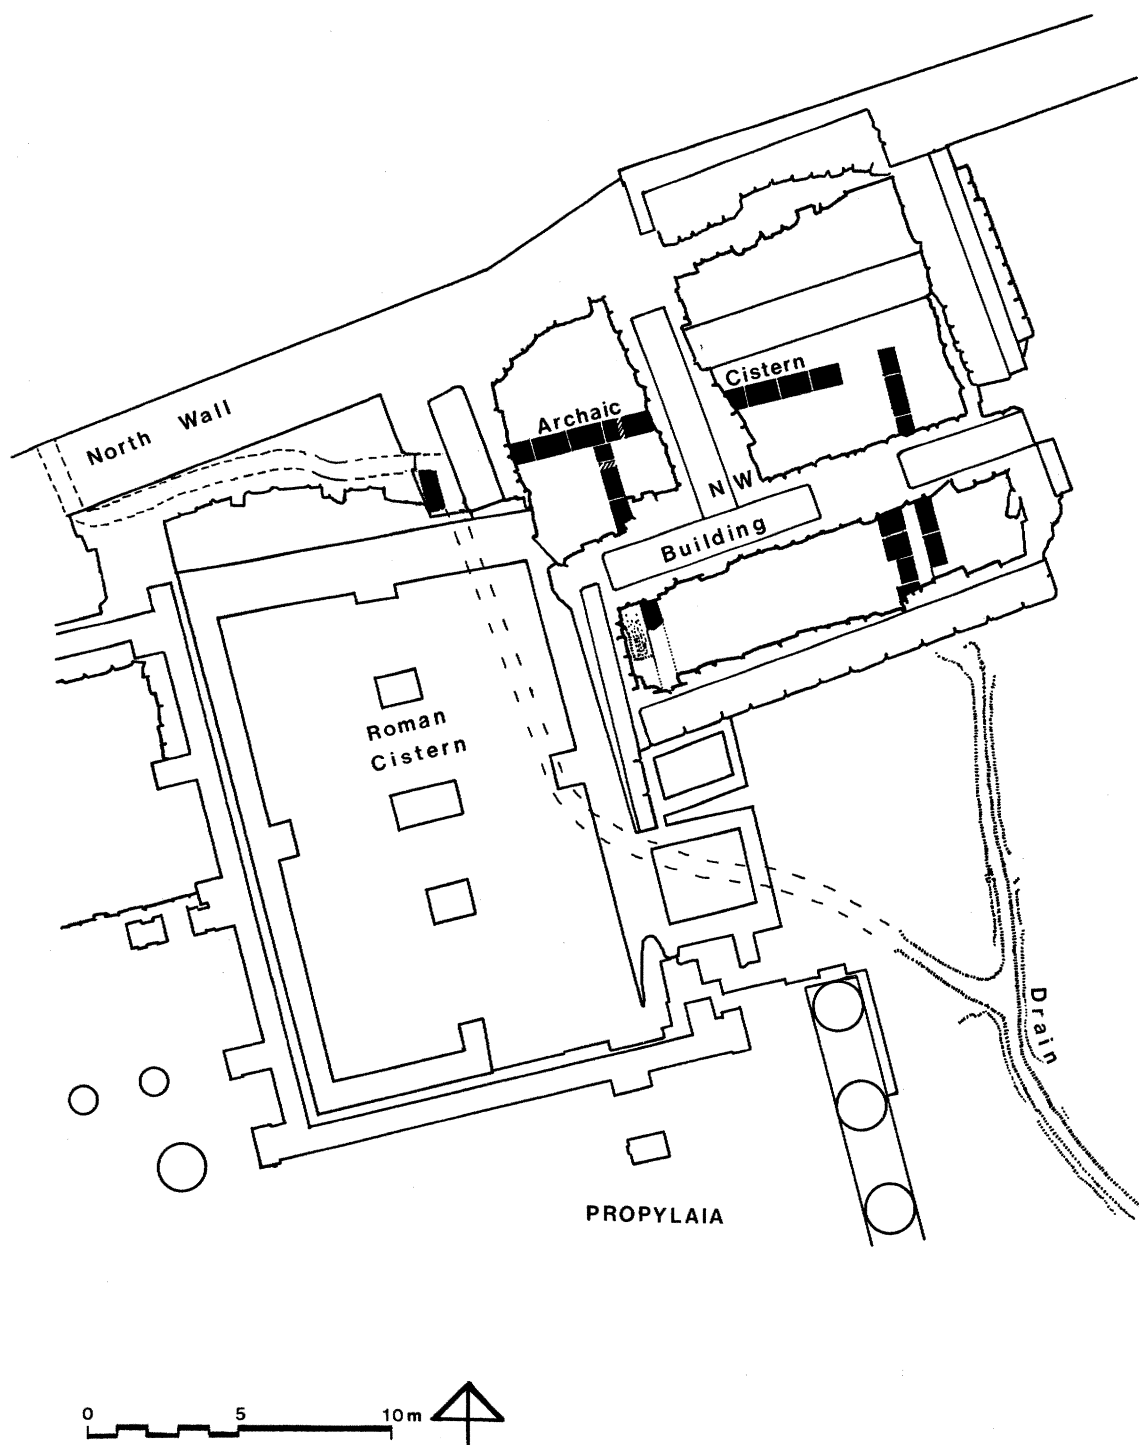 North Wall
Archaic Cistern
N W
Building
Roman
Cistern
Drain
PROPYLAIA
0 5 10 m